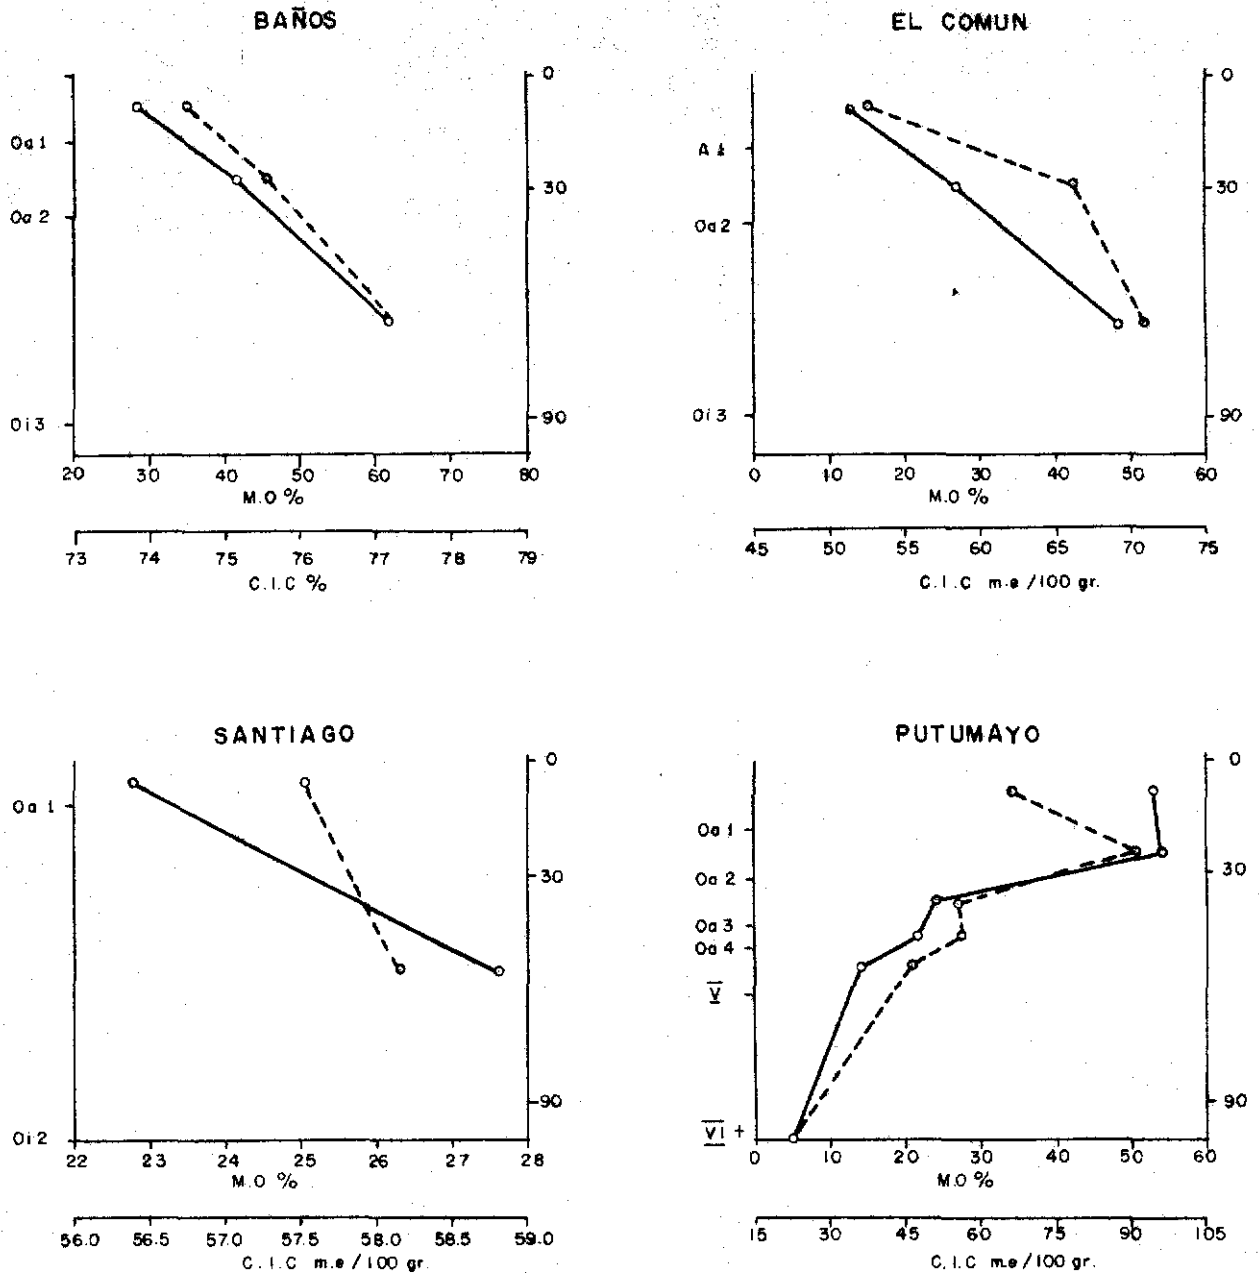 BAÑOS
0
Oa 1
30
Oa 2
90
Oi 3
20 30 40 50 60 70 80
M.O %
73 74 75 76 77 78 79
C.I.C %
EL COMUN
0
A 1
30
Oa 2
90
Oi 3
0 10 20 30 40 50 60
M.O %
45 50 55 60 65 70 75
C.I.C m.e /100 gr.
SANTIAGO
0
Oa 1
30
90
Oi 2
22 23 24 25 26 27 28
M.O %
56.0 56.5 57.0 57.5 58.0 58.5 59.0
C.I.C m.e /100 gr.
PUTUMAYO
0
Oa 1
30
Oa 2
Oa 3
Oa 4
V
90
VI +
0 10 20 30 40 50 60
M.O %
15 30 45 60 75 90 105
C.I.C m.e /100 gr.